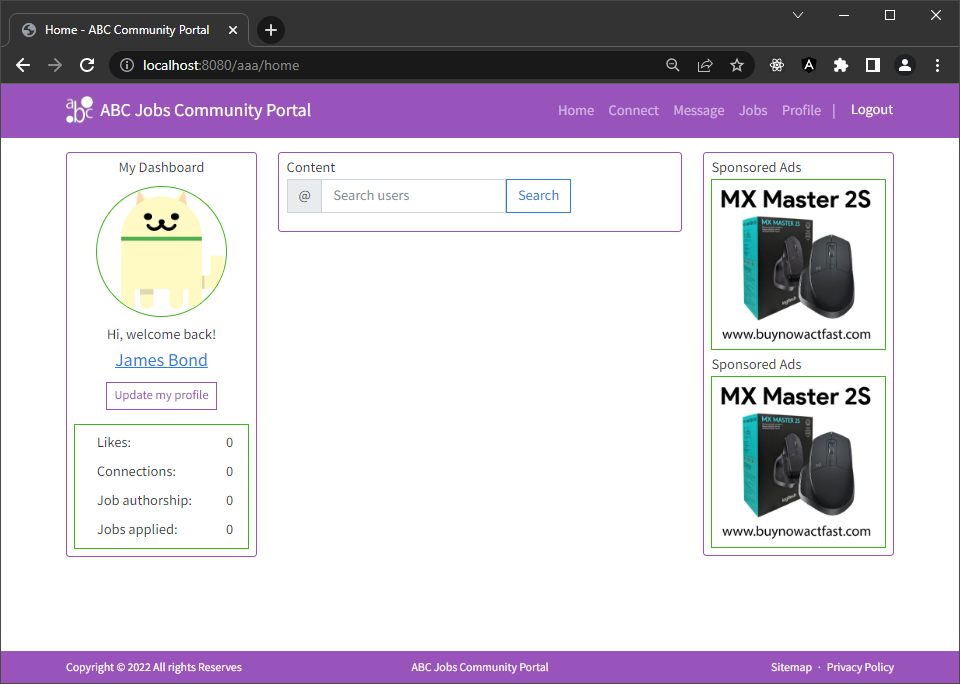 Home - ABC Community Portal
localhost:8080/aaa/home
abc ABC Jobs Community Portal
Home Connect Message Jobs Profile | Logout
My Dashboard
Hi, welcome back!
James Bond
Update my profile
Likes: 0
Connections: 0
Job authorship: 0
Jobs applied: 0
Content
@ Search users Search
Sponsored Ads
MX Master 2S
MX MASTER 2S
logitech
www.buynowactfast.com
Sponsored Ads
MX Master 2S
MX MASTER 2S
logitech
www.buynowactfast.com
Copyright © 2022 All rights Reserves
ABC Jobs Community Portal
Sitemap · Privacy Policy